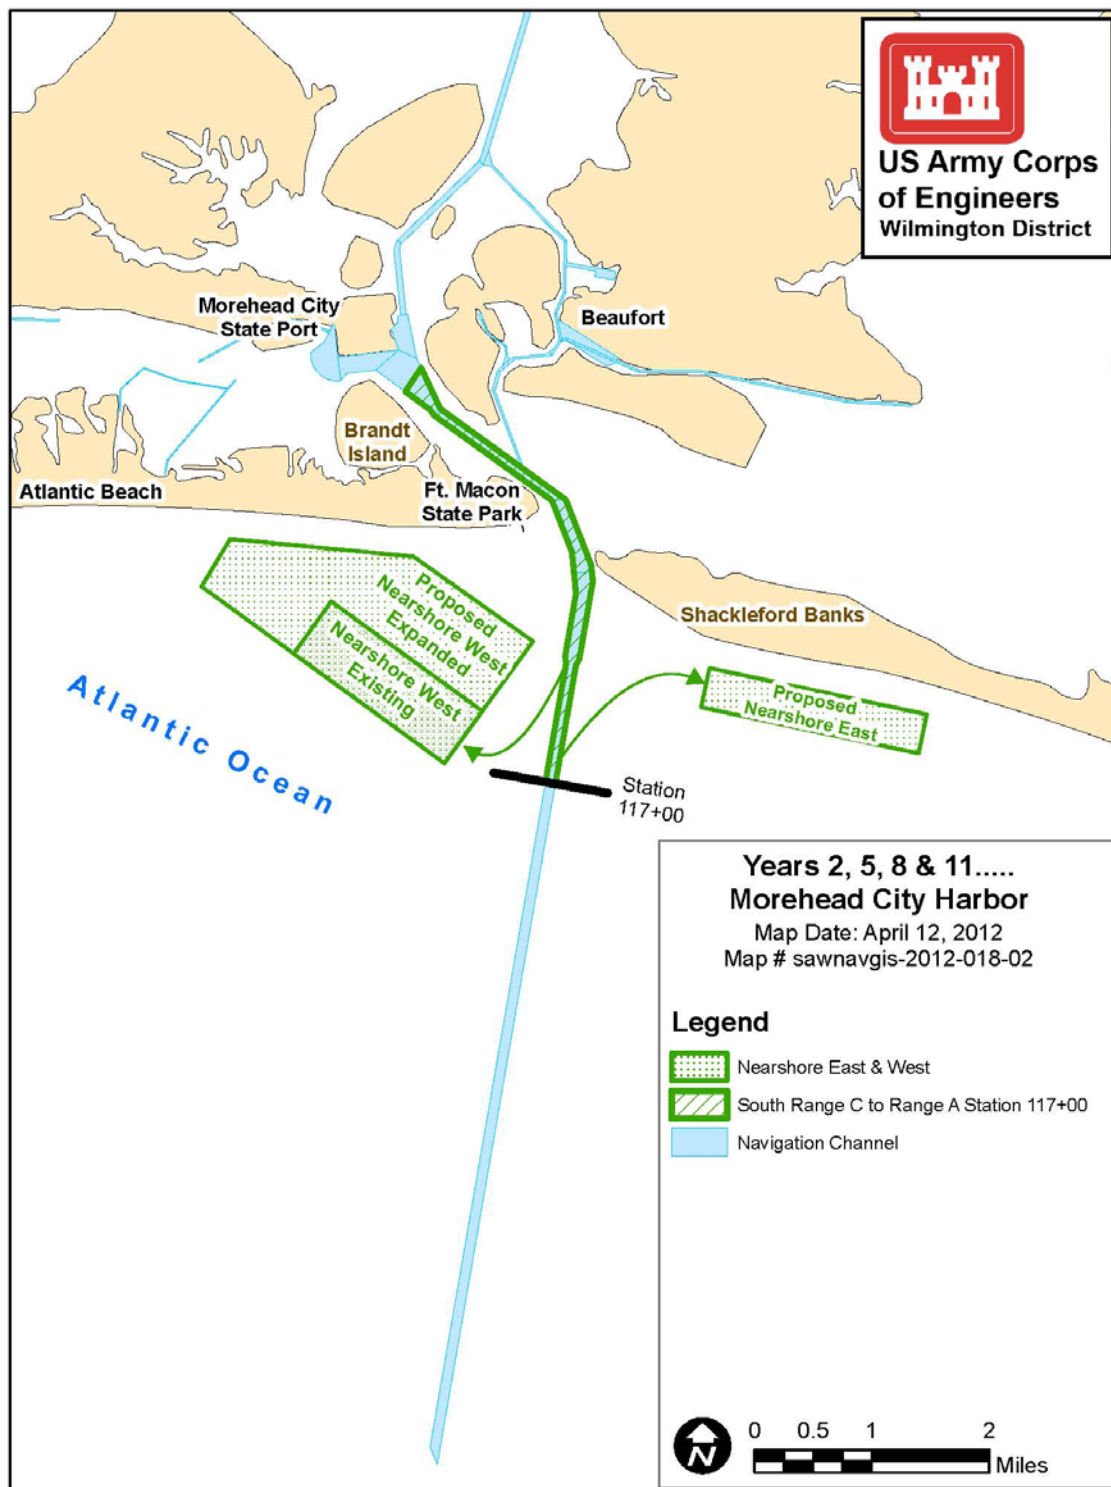 US Army Corps
of Engineers
Wilmington District
Morehead City
State Port
Beaufort
Brandt
Island
Atlantic Beach
Ft. Macon
State Park
Shackleford Banks
Proposed
Nearshore West
Expanded
Nearshore West
Existing
Proposed
Nearshore East
Atlantic Ocean
Station
117+00
Years 2, 5, 8 & 11.....
Morehead City Harbor
Map Date: April 12, 2012
Map # sawnavgis-2012-018-02
Legend
Nearshore East & West
South Range C to Range A Station 117+00
Navigation Channel
N
0 0.5 1 2
Miles